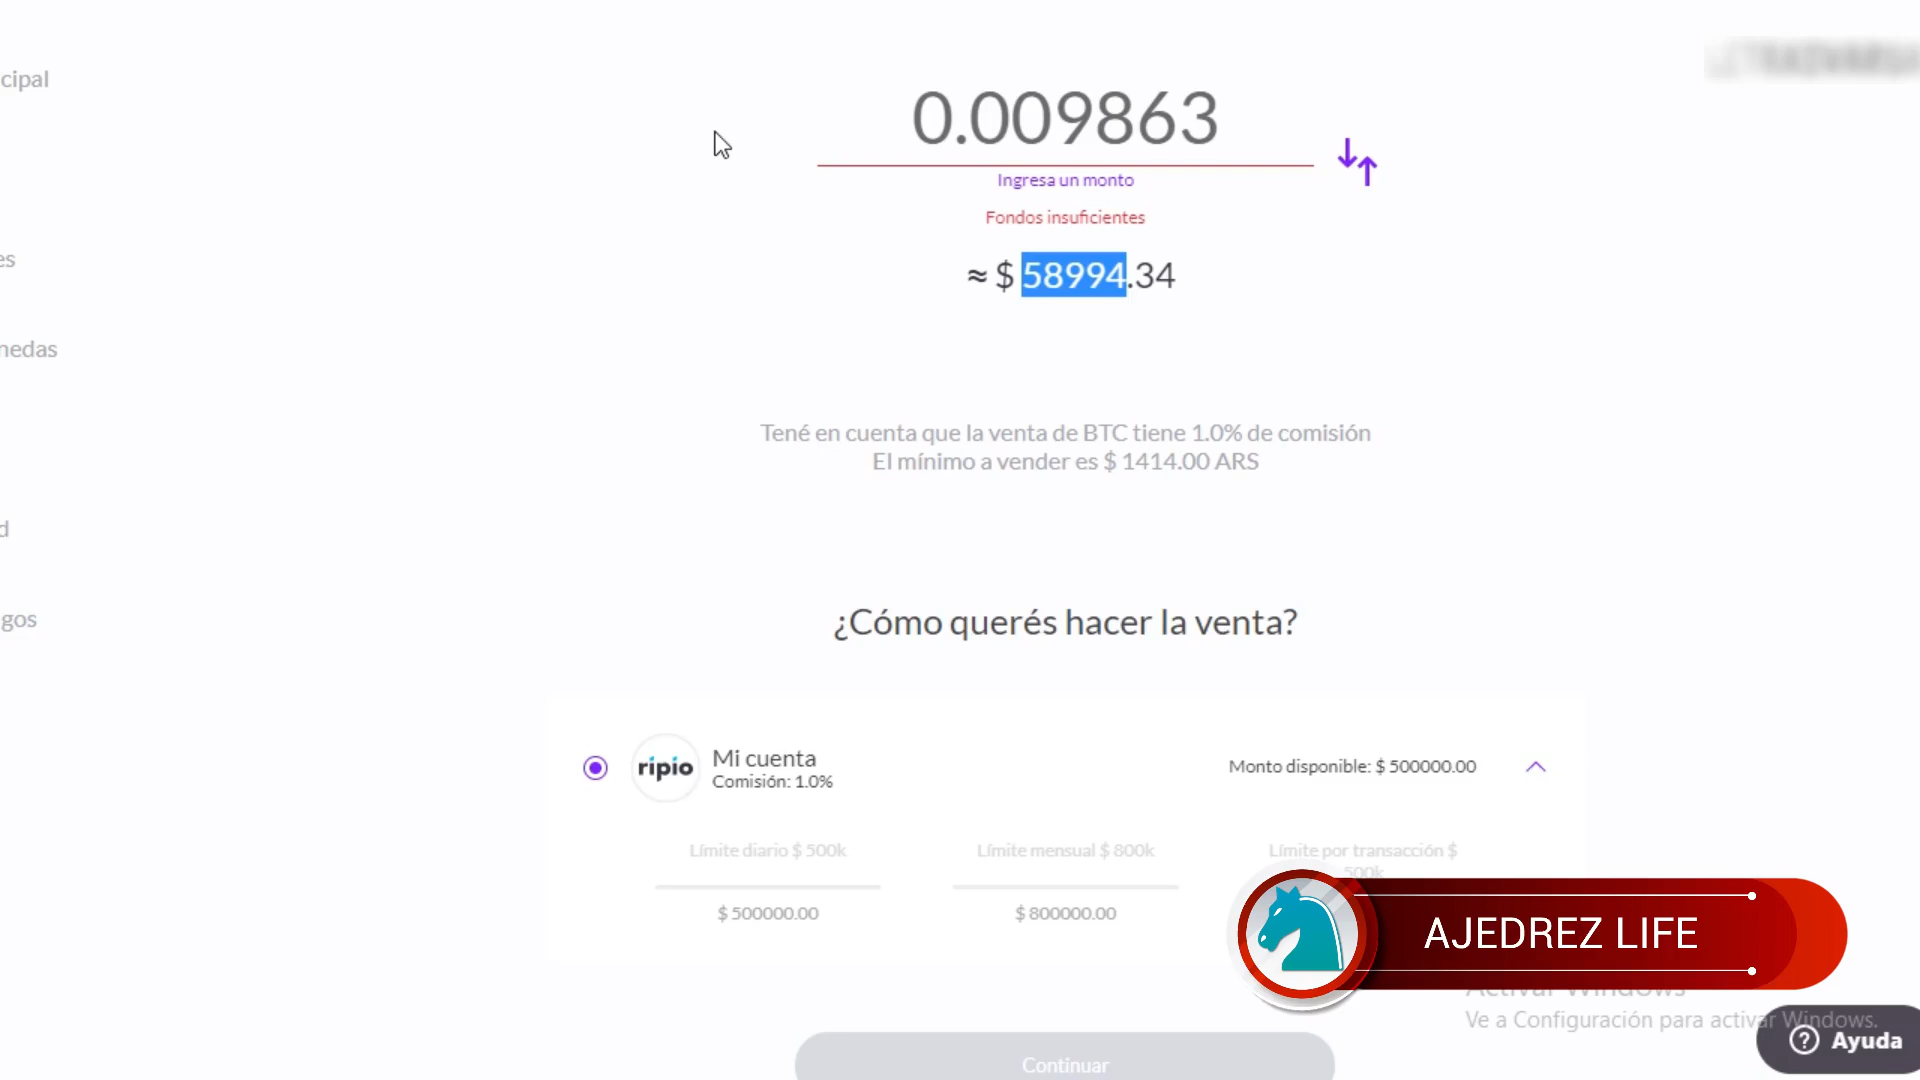 cipal
0.009863
Ingresa un monto
Fondos insuficientes
≈ $ 58994.34
es
nedas
Tené en cuenta que la venta de BTC tiene 1.0% de comisión
El mínimo a vender es $ 1414.00 ARS
d
¿Cómo querés hacer la venta?
gos
ripio
Mi cuenta
Comisión: 1.0%
Monto disponible: $ 500000.00
Límite diario $ 500k
$ 500000.00
Límite mensual $ 800k
$ 800000.00
Límite por transacción $
500k
AJEDREZ LIFE
Activar Windows
Ve a Configuración para activar Windows.
Continuar
? Ayuda